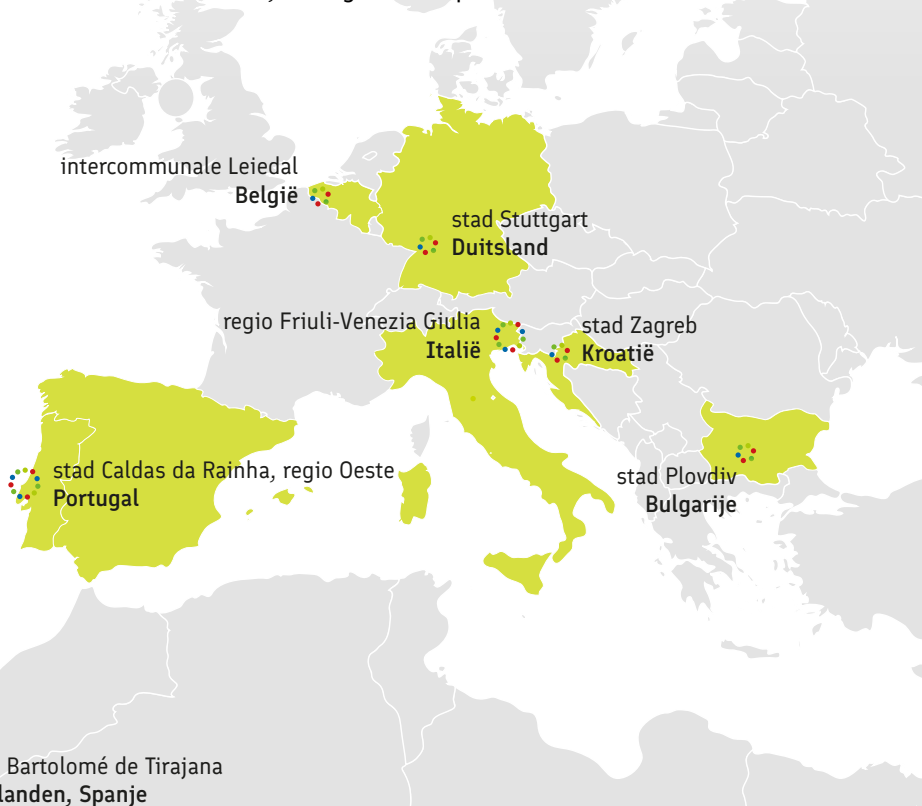 intercommunale Leiedal
België
stad Stuttgart
Duitsland
regio Friuli-Venezia Giulia
Italië
stad Zagreb
Kroatië
stad Caldas da Rainha, regio Oeste
Portugal
stad Plovdiv
Bulgarije
Bartolomé de Tirajana
landen, Spanje